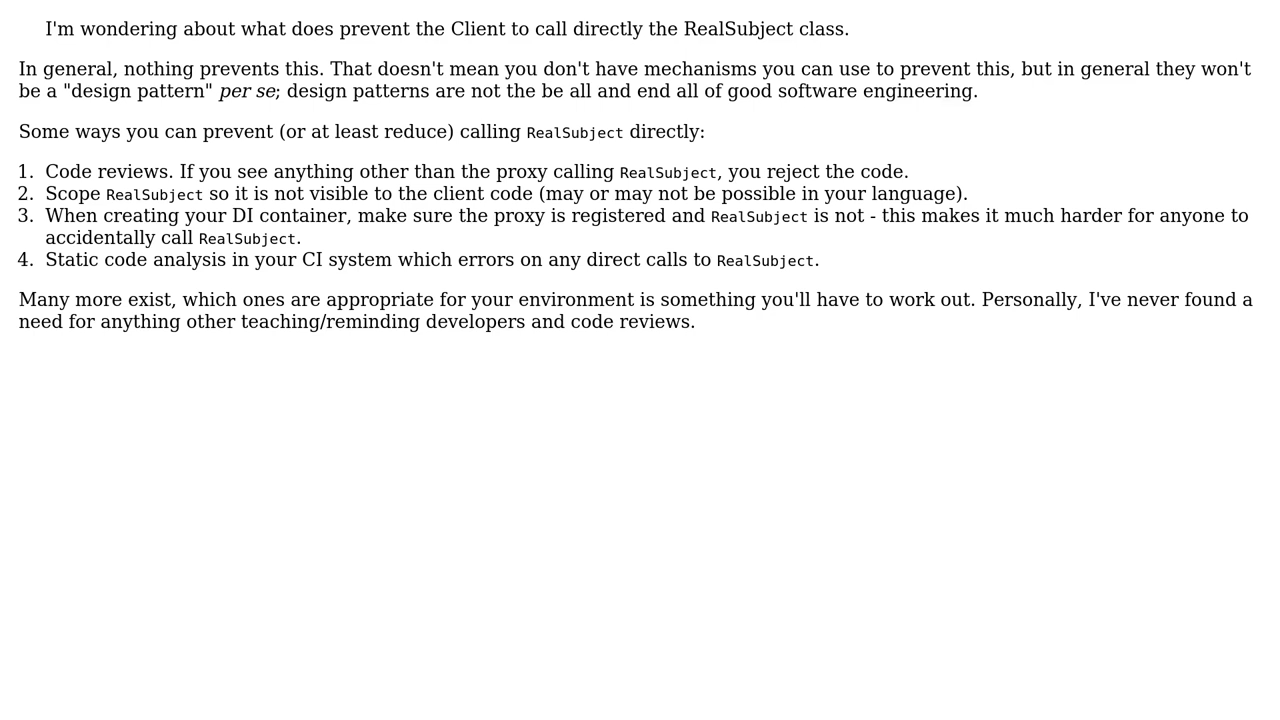 I'm wondering about what does prevent the Client to call directly the RealSubject class.
In general, nothing prevents this. That doesn't mean you don't have mechanisms you can use to prevent this, but in general they won't
be a "design pattern" per se; design patterns are not the be all and end all of good software engineering.
Some ways you can prevent (or at least reduce) calling RealSubject directly:
1. Code reviews. If you see anything other than the proxy calling RealSubject, you reject the code.
2. Scope RealSubject so it is not visible to the client code (may or may not be possible in your language).
3. When creating your DI container, make sure the proxy is registered and RealSubject is not - this makes it much harder for anyone to
accidentally call RealSubject.
4. Static code analysis in your CI system which errors on any direct calls to RealSubject.
Many more exist, which ones are appropriate for your environment is something you'll have to work out. Personally, I've never found a
need for anything other teaching/reminding developers and code reviews.